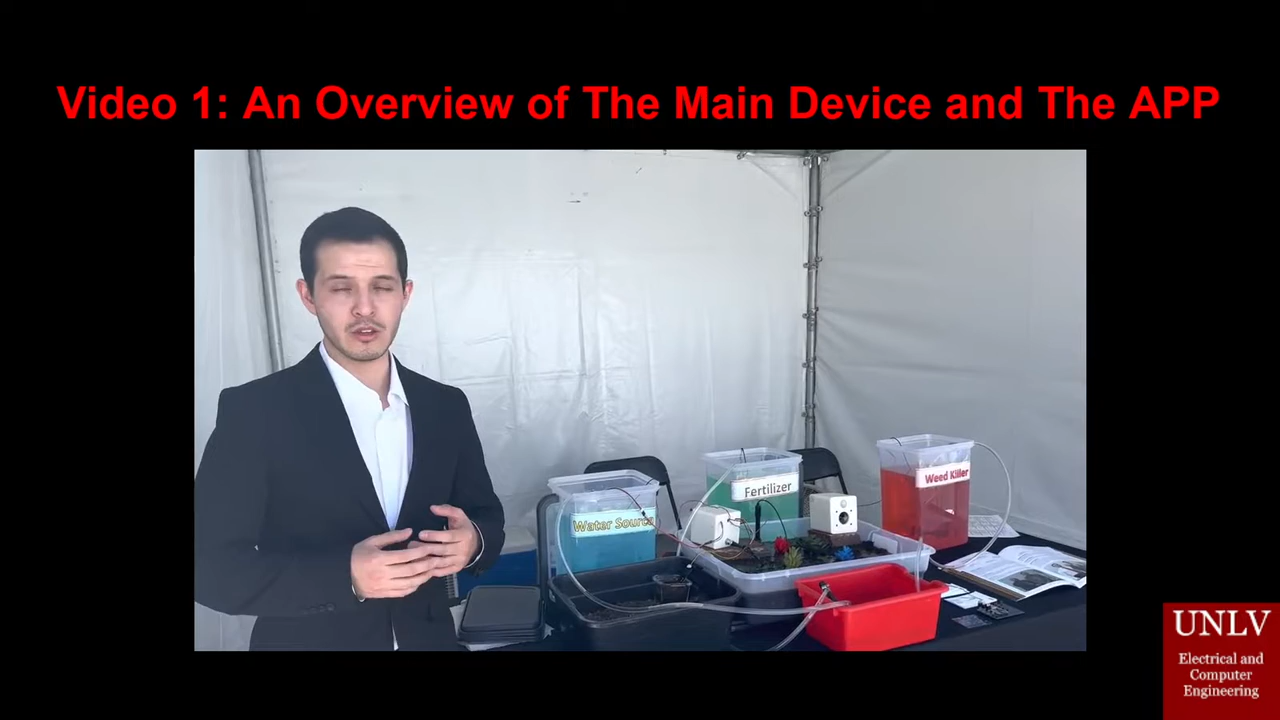 Video 1: An Overview of The Main Device and The APP
Water Source
Fertilizer
Weed Killer
UNLV
Electrical and
Computer
Engineering